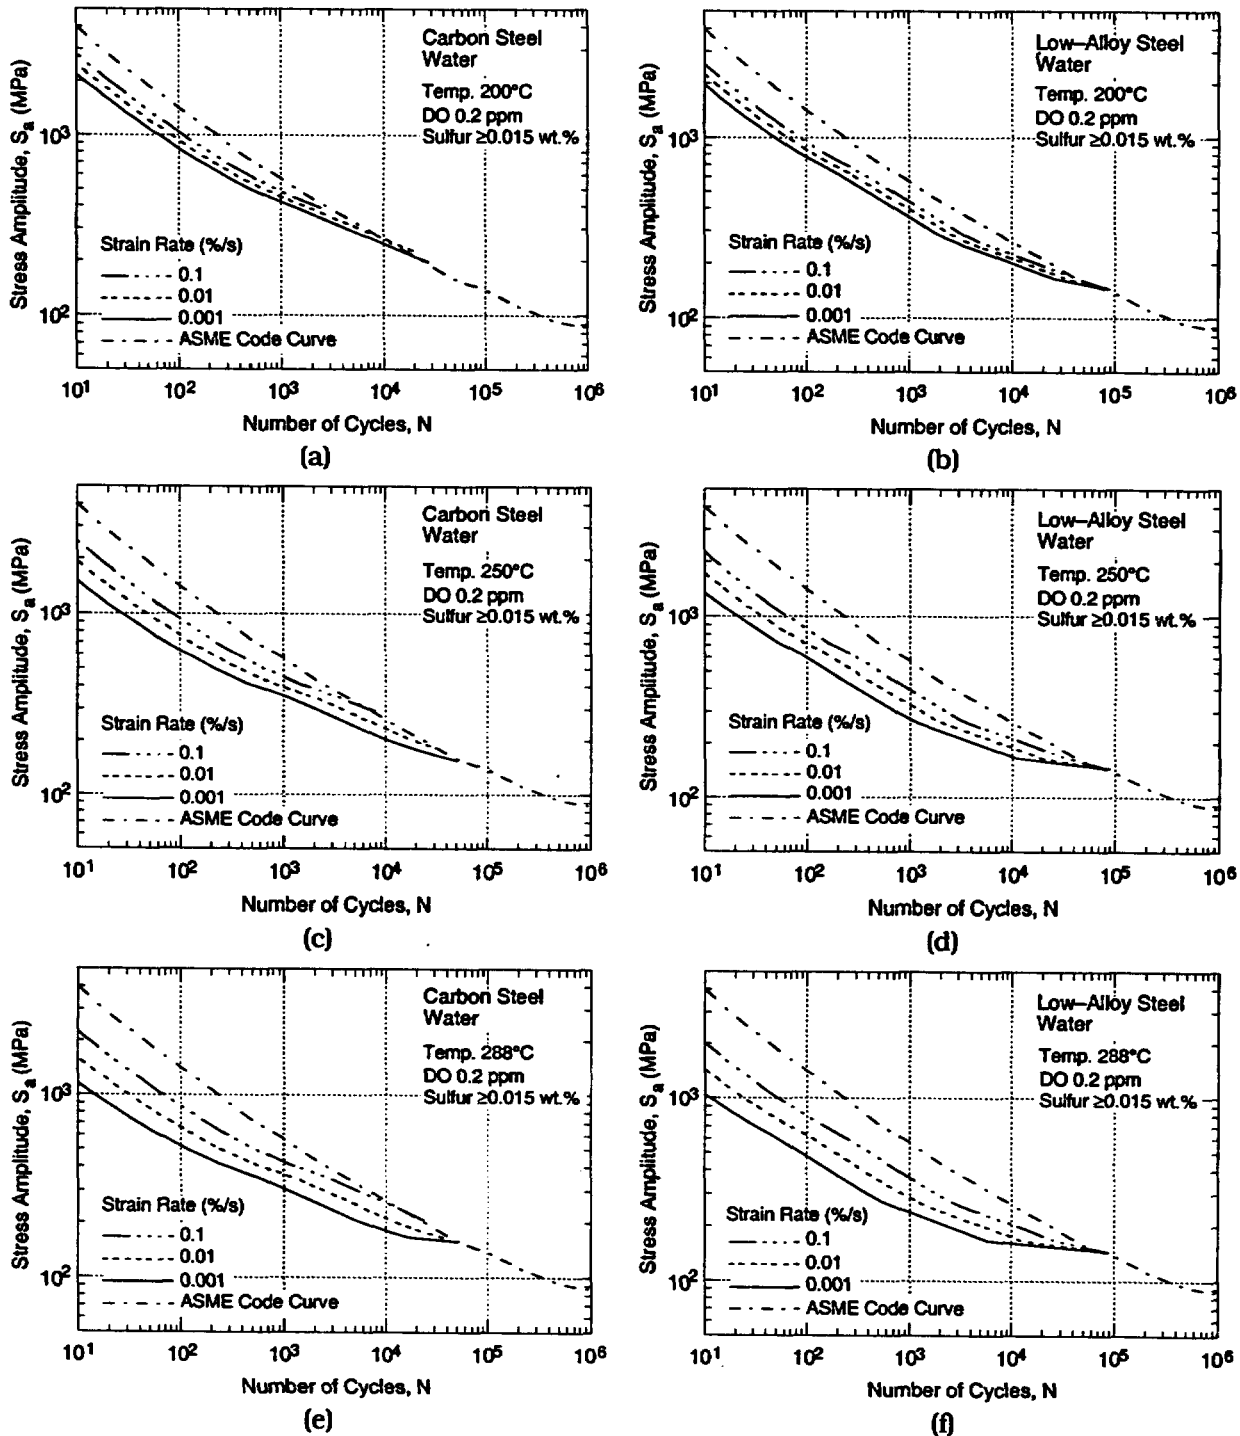 Stress Amplitude, Sₐ (MPa)
10³
10²
Carbon Steel
Water
Temp. 200°C
DO 0.2 ppm
Sulfur ≥0.015 wt.%
Strain Rate (%/s)
0.1
0.01
0.001
ASME Code Curve
10¹ 10² 10³ 10⁴ 10⁵ 10⁶
Number of Cycles, N
(a)
Stress Amplitude, Sₐ (MPa)
10³
10²
Low–Alloy Steel
Water
Temp. 200°C
DO 0.2 ppm
Sulfur ≥0.015 wt.%
Strain Rate (%/s)
0.1
0.01
0.001
ASME Code Curve
10¹ 10² 10³ 10⁴ 10⁵ 10⁶
Number of Cycles, N
(b)
Stress Amplitude, Sₐ (MPa)
10³
10²
Carbon Steel
Water
Temp. 250°C
DO 0.2 ppm
Sulfur ≥0.015 wt.%
Strain Rate (%/s)
0.1
0.01
0.001
ASME Code Curve
10¹ 10² 10³ 10⁴ 10⁵ 10⁶
Number of Cycles, N
(c)
Stress Amplitude, Sₐ (MPa)
10³
10²
Low–Alloy Steel
Water
Temp. 250°C
DO 0.2 ppm
Sulfur ≥0.015 wt.%
Strain Rate (%/s)
0.1
0.01
0.001
ASME Code Curve
10¹ 10² 10³ 10⁴ 10⁵ 10⁶
Number of Cycles, N
(d)
Stress Amplitude, Sₐ (MPa)
10³
10²
Carbon Steel
Water
Temp. 288°C
DO 0.2 ppm
Sulfur ≥0.015 wt.%
Strain Rate (%/s)
0.1
0.01
0.001
ASME Code Curve
10¹ 10² 10³ 10⁴ 10⁵ 10⁶
Number of Cycles, N
(e)
Stress Amplitude, Sₐ (MPa)
10³
10²
Low–Alloy Steel
Water
Temp. 288°C
DO 0.2 ppm
Sulfur ≥0.015 wt.%
Strain Rate (%/s)
0.1
0.01
0.001
ASME Code Curve
10¹ 10² 10³ 10⁴ 10⁵ 10⁶
Number of Cycles, N
(f)